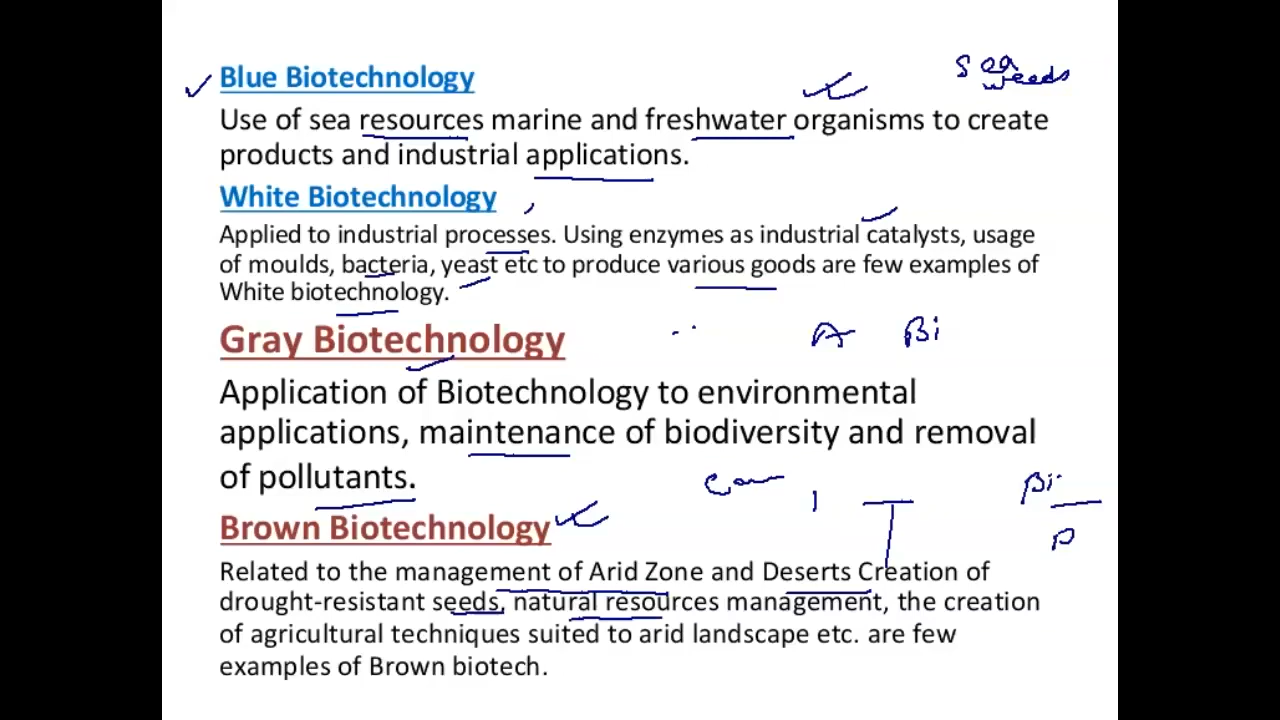 Sea
weeds
Blue Biotechnology
Use of sea resources marine and freshwater organisms to create
products and industrial applications.
White Biotechnology
Applied to industrial processes. Using enzymes as industrial catalysts, usage
of moulds, bacteria, yeast etc to produce various goods are few examples of
White biotechnology.
Gray Biotechnology
A Bi
Application of Biotechnology to environmental
applications, maintenance of biodiversity and removal
of pollutants.
Bi
Brown Biotechnology
Related to the management of Arid Zone and Deserts Creation of
drought-resistant seeds, natural resources management, the creation
of agricultural techniques suited to arid landscape etc. are few
examples of Brown biotech.